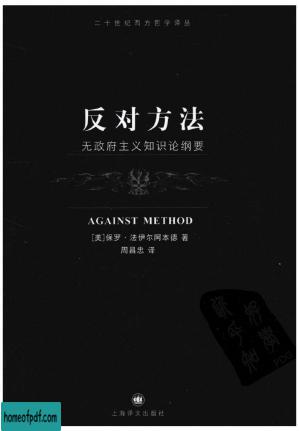 二十世纪西方哲学译丛
反对方法
无政府主义知识论纲要
AGAINST METHOD
[美]保罗·法伊尔阿本德 著
周昌忠 译
上海译文出版社
homeofpdf.com